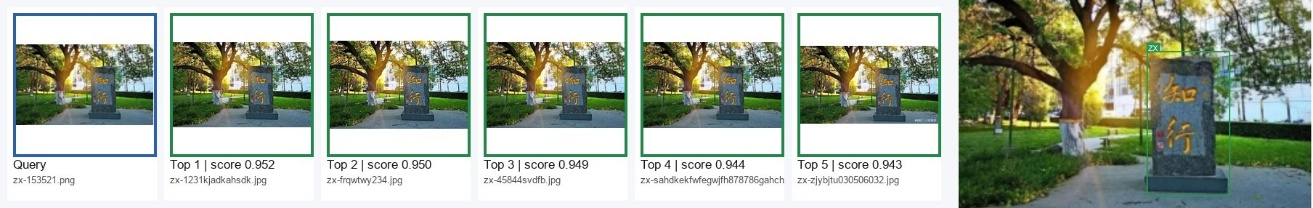 Query
zx-153521.png
Top 1 | score 0.952
zx-1231kjadkahsdk.jpg
Top 2 | score 0.950
zx-frqwtwy234.jpg
Top 3 | score 0.949
zx-45844svdfb.jpg
Top 4 | score 0.944
zx-sahdkekfwfegwjfh878786gahch
Top 5 | score 0.943
zx-zjybjtu030506032.jpg
ZX
知
行